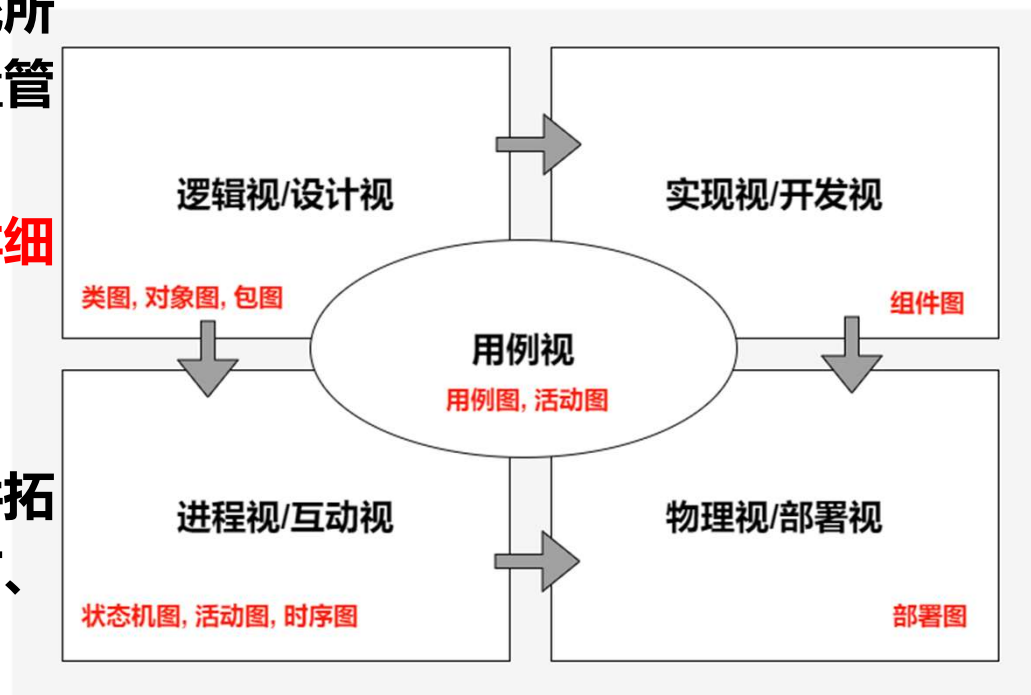 所
管
细
拓
、
逻辑视/设计视
类图, 对象图, 包图
实现视/开发视
组件图
用例视
用例图, 活动图
进程视/互动视
状态机图, 活动图, 时序图
物理视/部署视
部署图